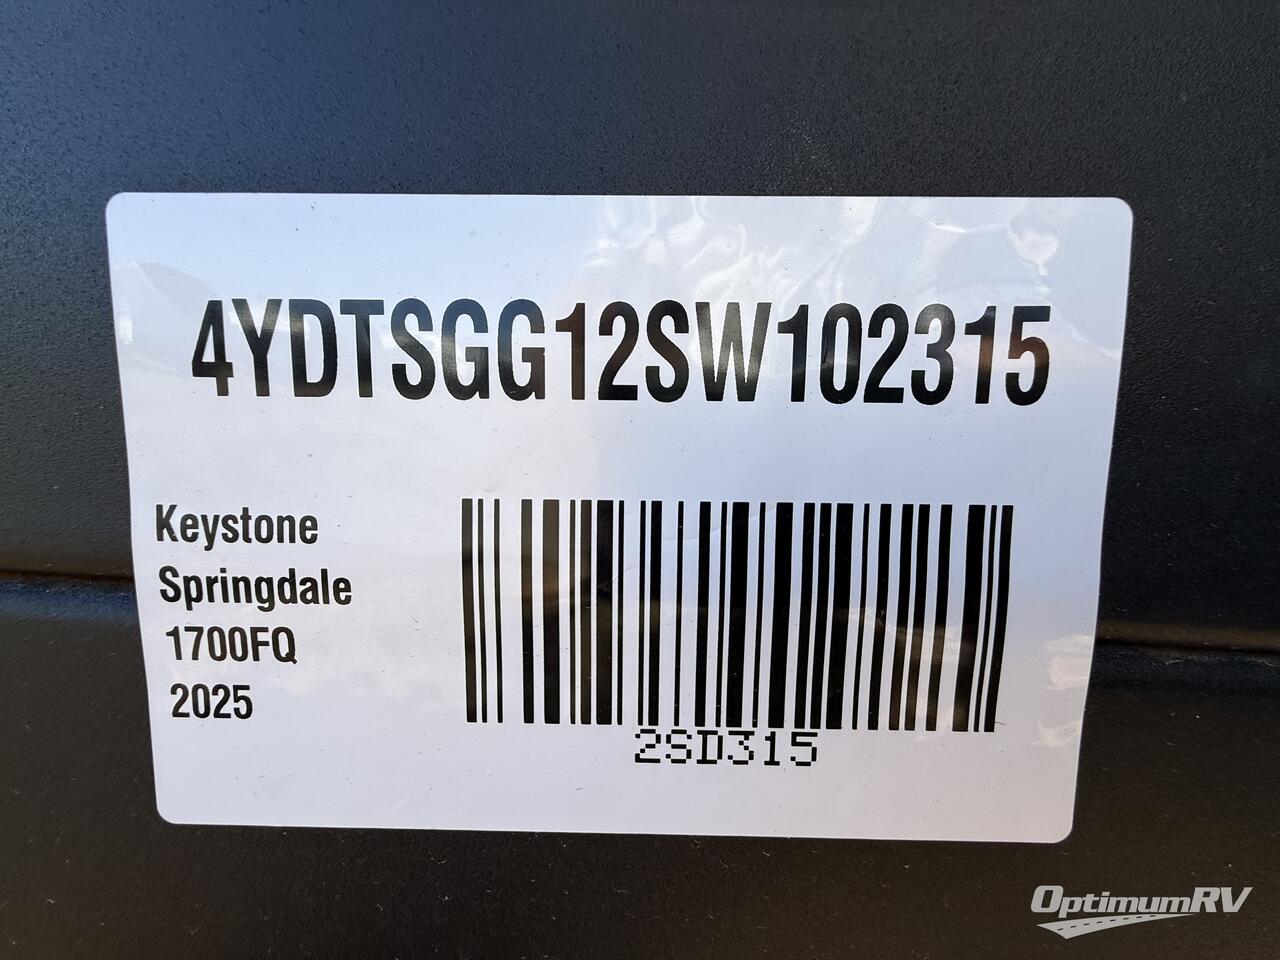 4YDTSGG12SW102315
Keystone
Springdale
1700FQ
2025
2SD315
OptimumRV